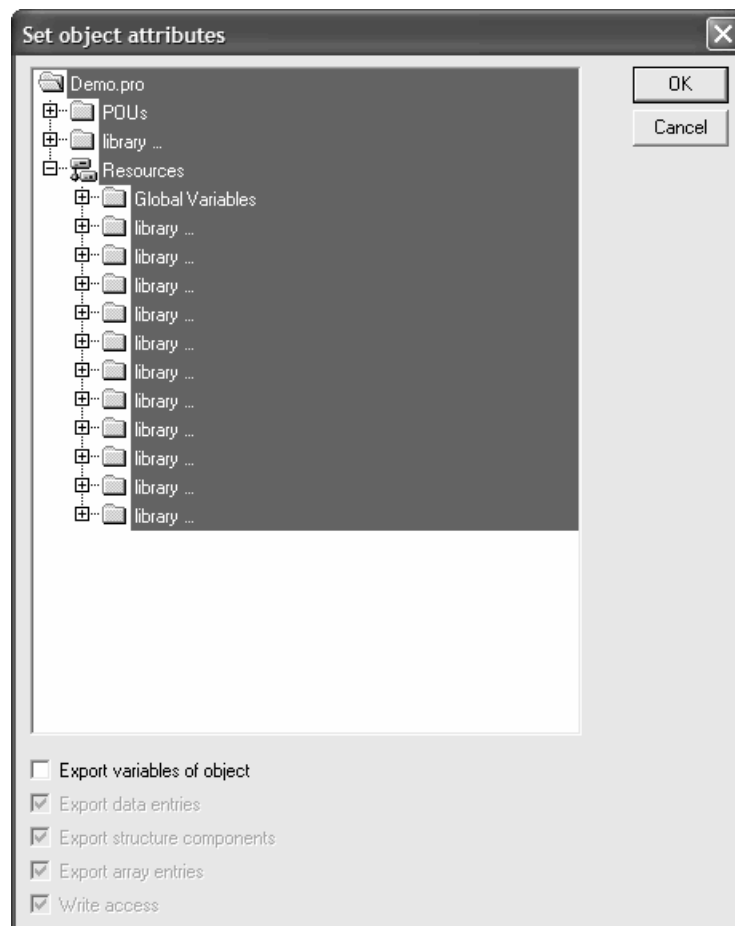 Set object attributes
Demo.pro
OK
POUs
Cancel
library ...
Resources
Global Variables
library ...
library ...
library ...
library ...
library ...
library ...
library ...
library ...
library ...
library ...
library ...
Export variables of object
Export data entries
Export structure components
Export array entries
Write access